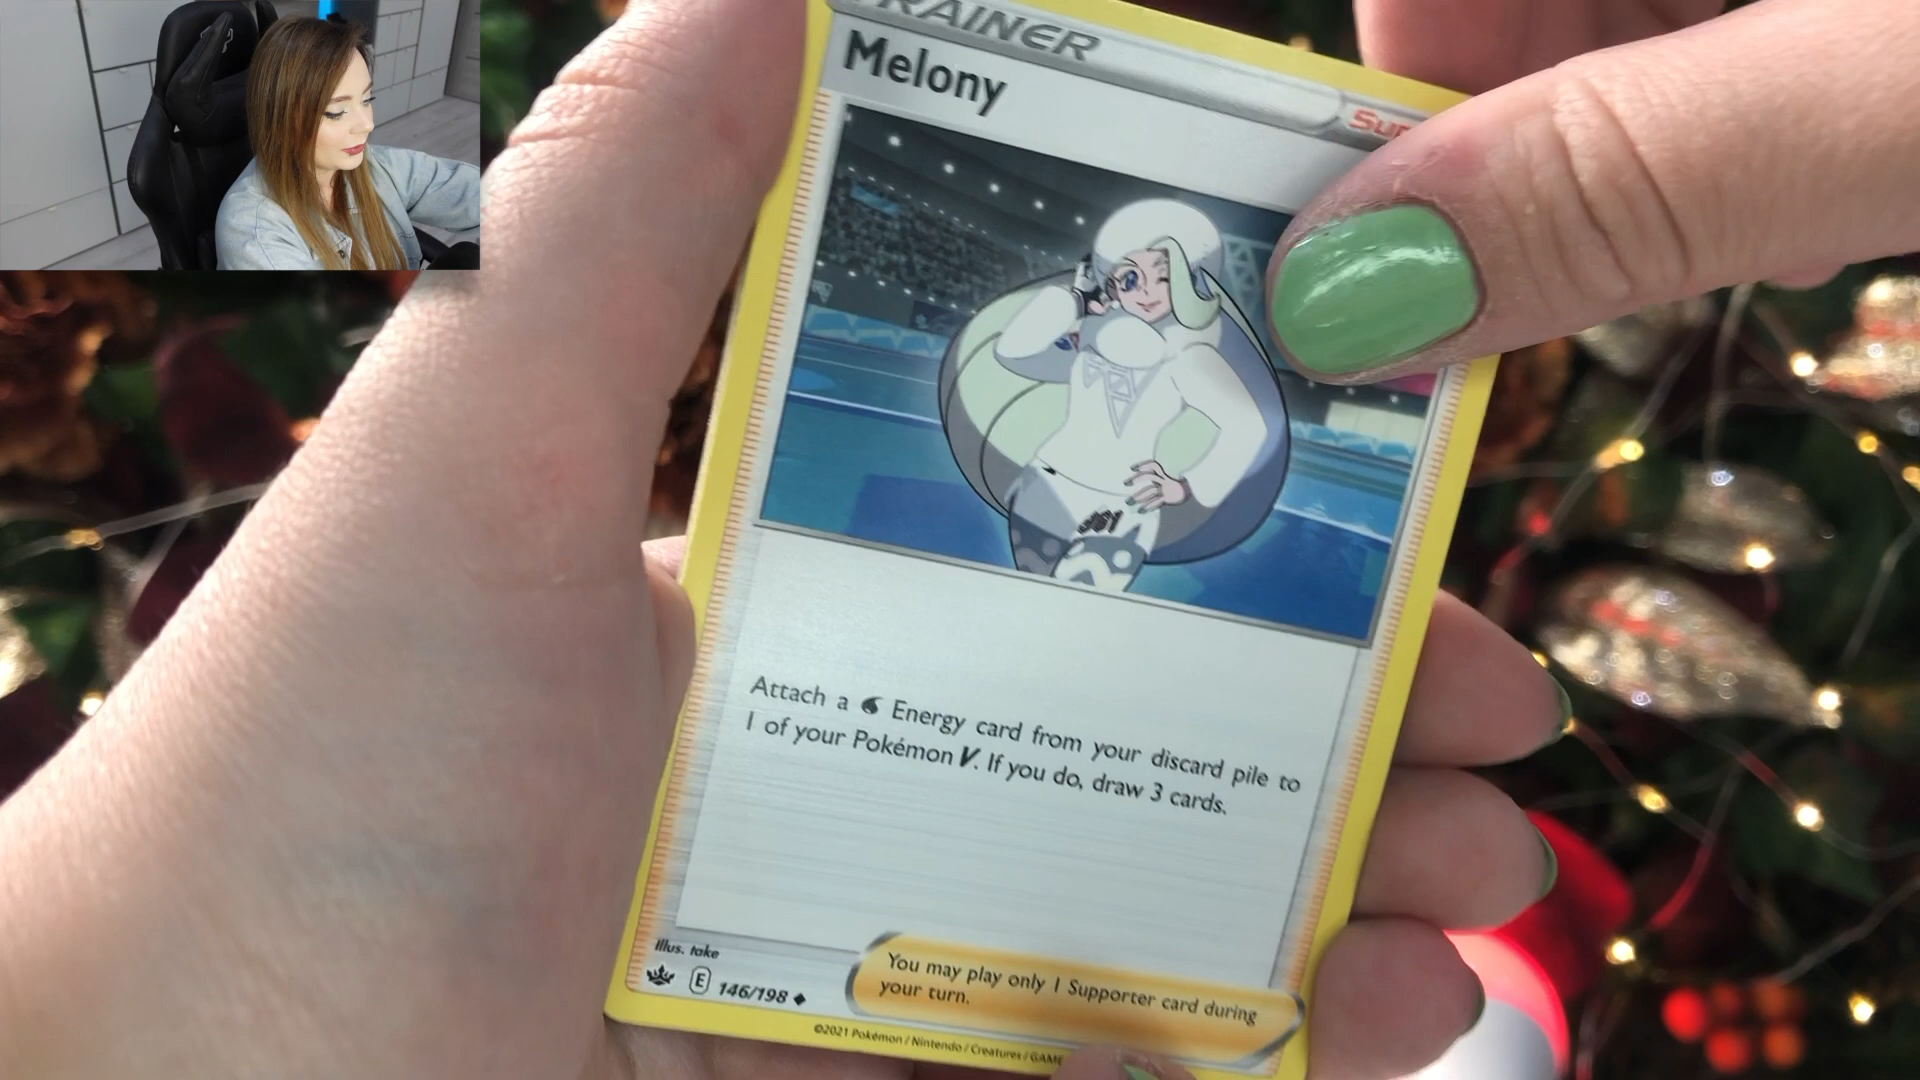 TRAINER
Melony
Attach a Energy card from your discard pile to
1 of your Pokémon V. If you do, draw 3 cards.
Illus. take
E 146/198
You may play only 1 Supporter card during
your turn.
©2021 Pokémon / Nintendo / Creatures / GAME